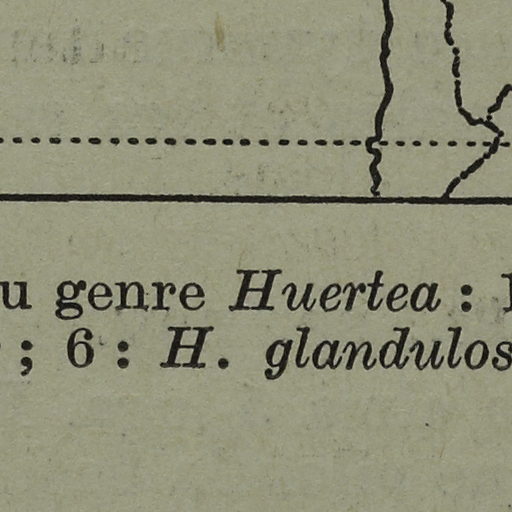 u genre Huertea :
; 6 : H. glandulos